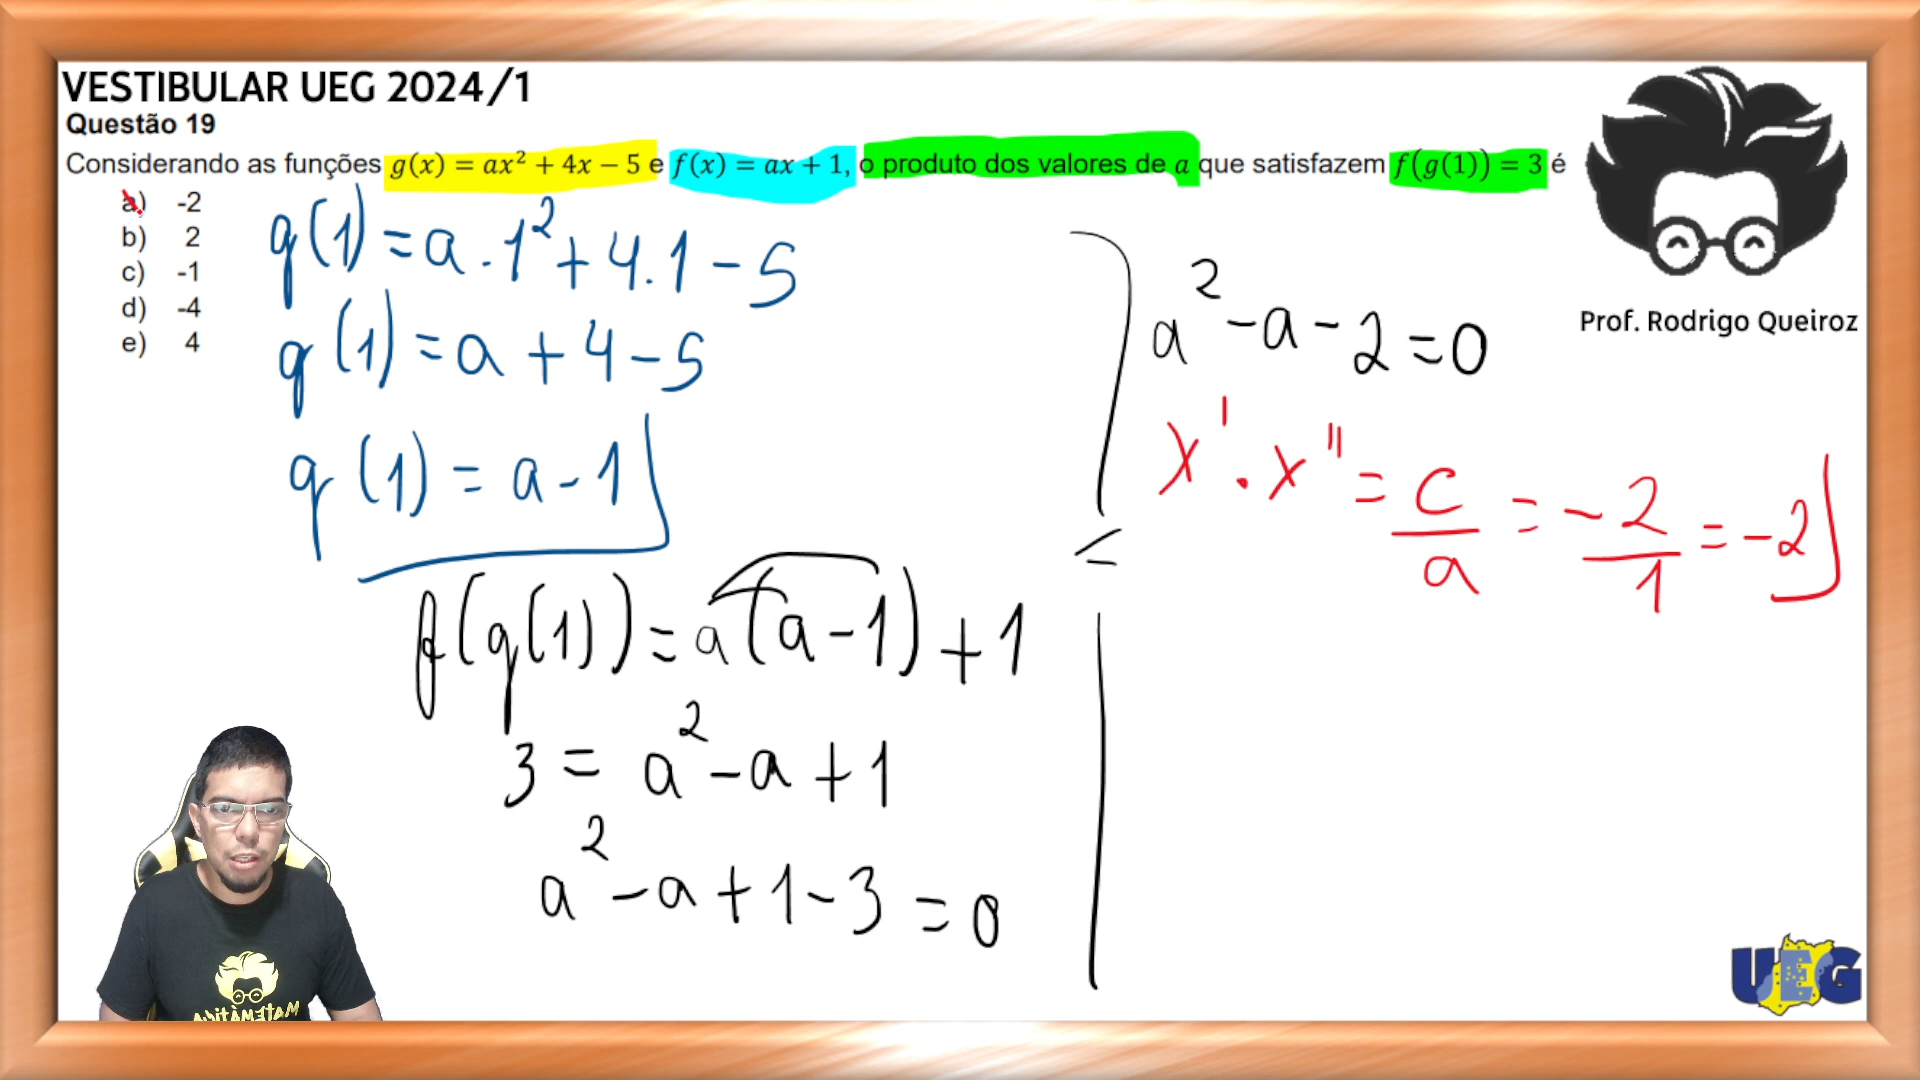 VESTIBULAR UEG 2024/1
Questão 19
Considerando as funções g(x) = ax² + 4x − 5 e f(x) = ax + 1, o produto dos valores de a que satisfazem f(g(1)) = 3 é
a) -2
b) 2
c) -1
d) -4
e) 4
g(1) = a . 1² + 4 . 1 - 5
g(1) = a + 4 - 5
g(1) = a - 1
f(g(1)) = a(a - 1) + 1
3 = a² - a + 1
a² - a + 1 - 3 = 0
a² - a - 2 = 0
x' . x'' = c/a = -2/1 = -2
Prof. Rodrigo Queiroz
MATEMÁTICA
UEG